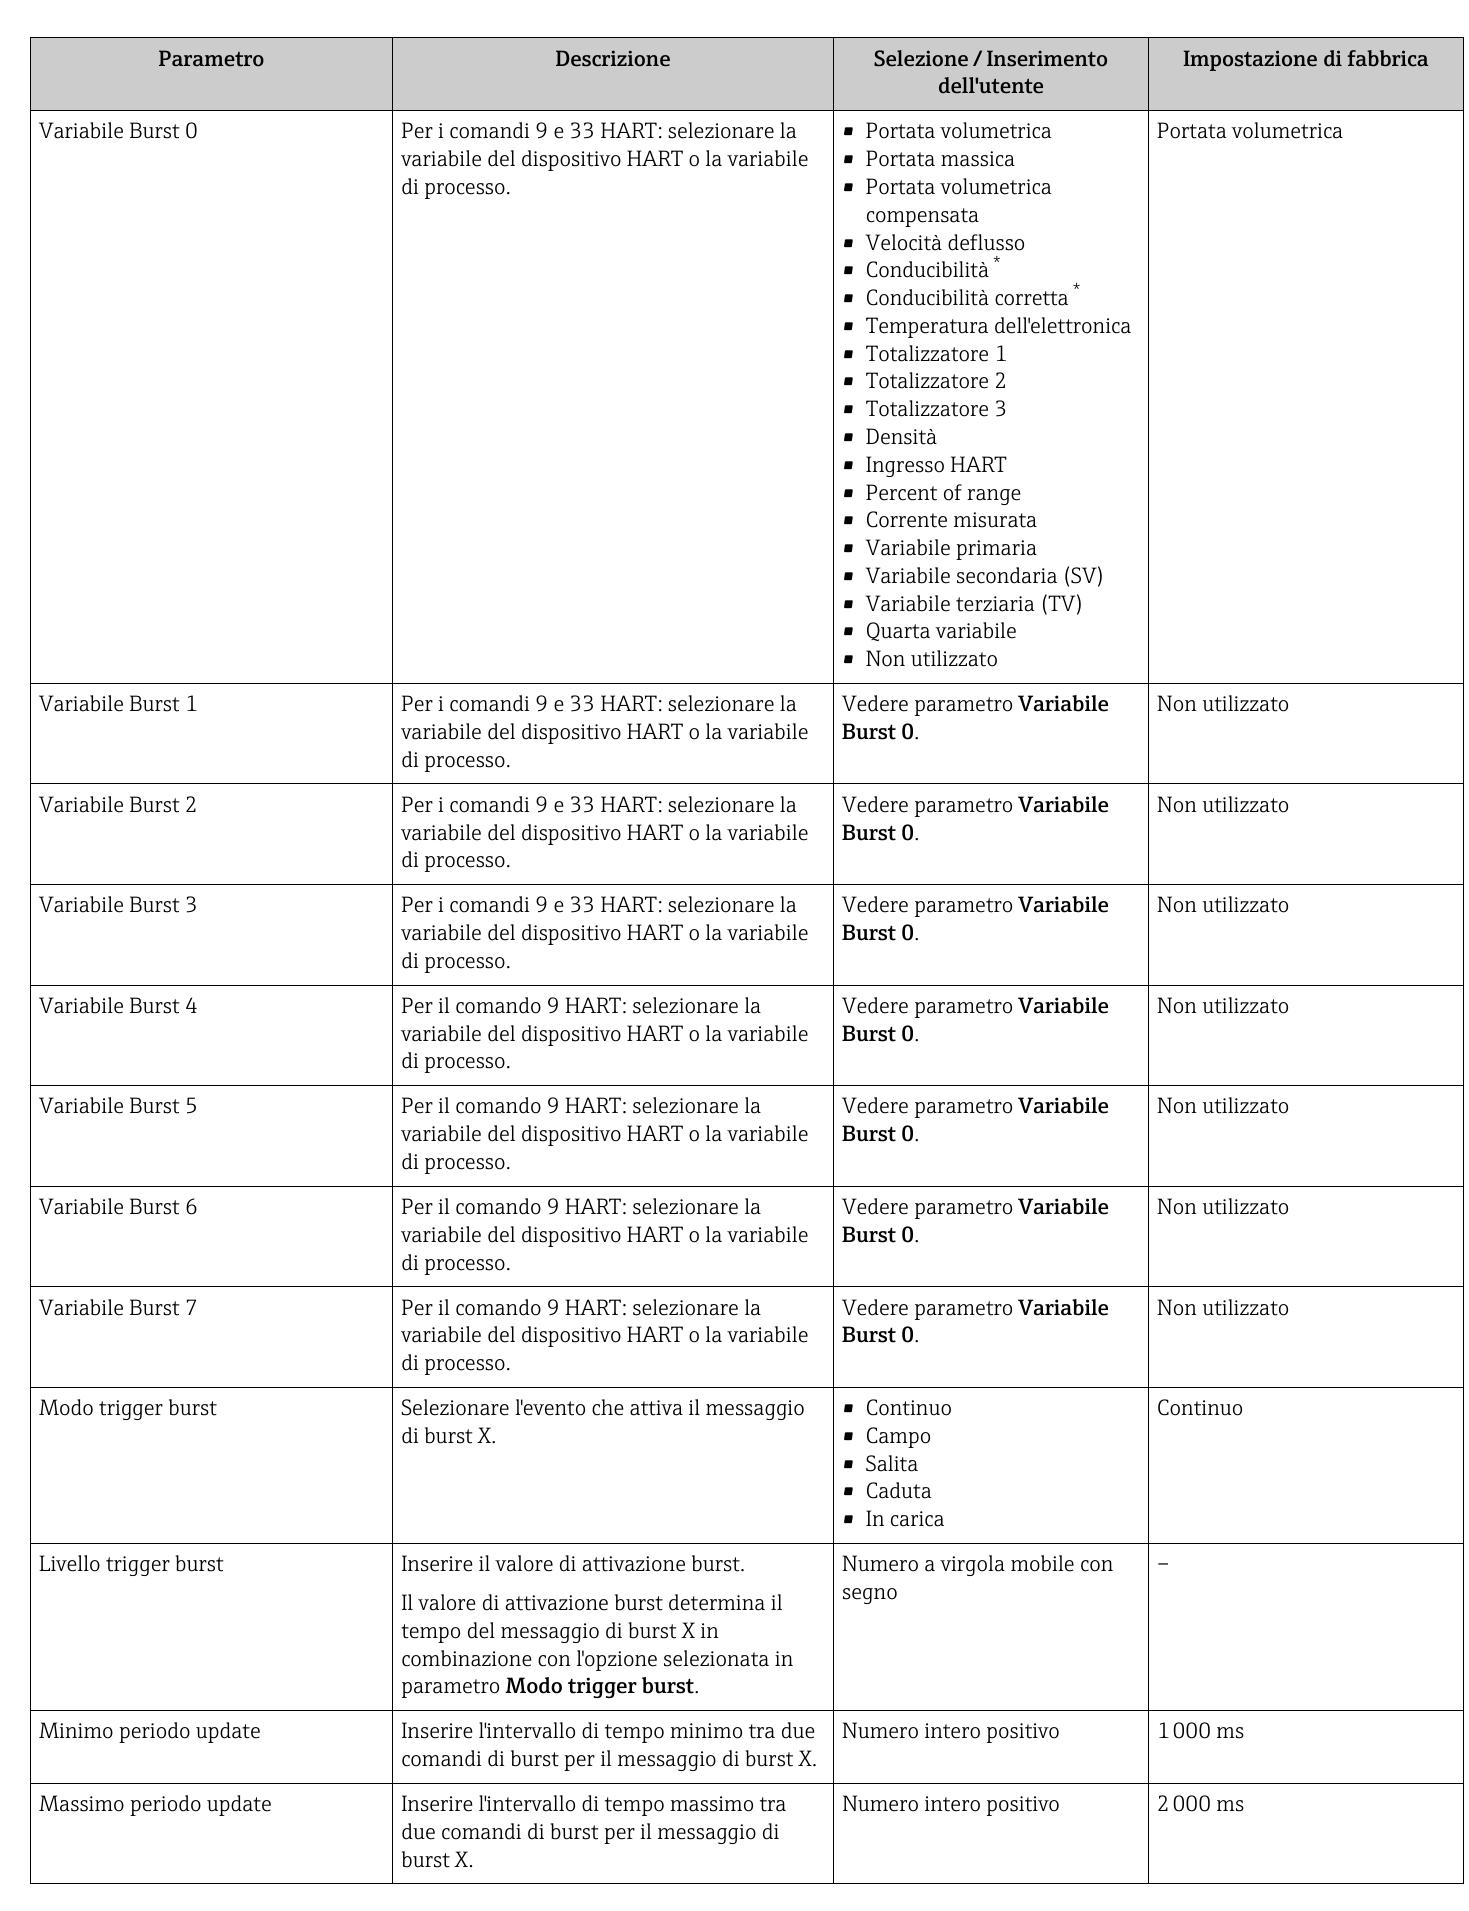 Parametro
Descrizione
Selezione / Inserimento
dell'utente
Impostazione di fabbrica
Variabile Burst 0
Per i comandi 9 e 33 HART: selezionare la
variabile del dispositivo HART o la variabile
di processo.
▪ Portata volumetrica
▪ Portata massica
▪ Portata volumetrica
compensata
▪ Velocità deflusso
▪ Conducibilità *
▪ Conducibilità corretta *
▪ Temperatura dell'elettronica
▪ Totalizzatore 1
▪ Totalizzatore 2
▪ Totalizzatore 3
▪ Densità
▪ Ingresso HART
▪ Percent of range
▪ Corrente misurata
▪ Variabile primaria
▪ Variabile secondaria (SV)
▪ Variabile terziaria (TV)
▪ Quarta variabile
▪ Non utilizzato
Portata volumetrica
Variabile Burst 1
Per i comandi 9 e 33 HART: selezionare la
variabile del dispositivo HART o la variabile
di processo.
Vedere parametro Variabile
Burst 0.
Non utilizzato
Variabile Burst 2
Per i comandi 9 e 33 HART: selezionare la
variabile del dispositivo HART o la variabile
di processo.
Vedere parametro Variabile
Burst 0.
Non utilizzato
Variabile Burst 3
Per i comandi 9 e 33 HART: selezionare la
variabile del dispositivo HART o la variabile
di processo.
Vedere parametro Variabile
Burst 0.
Non utilizzato
Variabile Burst 4
Per il comando 9 HART: selezionare la
variabile del dispositivo HART o la variabile
di processo.
Vedere parametro Variabile
Burst 0.
Non utilizzato
Variabile Burst 5
Per il comando 9 HART: selezionare la
variabile del dispositivo HART o la variabile
di processo.
Vedere parametro Variabile
Burst 0.
Non utilizzato
Variabile Burst 6
Per il comando 9 HART: selezionare la
variabile del dispositivo HART o la variabile
di processo.
Vedere parametro Variabile
Burst 0.
Non utilizzato
Variabile Burst 7
Per il comando 9 HART: selezionare la
variabile del dispositivo HART o la variabile
di processo.
Vedere parametro Variabile
Burst 0.
Non utilizzato
Modo trigger burst
Selezionare l'evento che attiva il messaggio
di burst X.
▪ Continuo
▪ Campo
▪ Salita
▪ Caduta
▪ In carica
Continuo
Livello trigger burst
Inserire il valore di attivazione burst.
Il valore di attivazione burst determina il
tempo del messaggio di burst X in
combinazione con l'opzione selezionata in
parametro Modo trigger burst.
Numero a virgola mobile con
segno
–
Minimo periodo update
Inserire l'intervallo di tempo minimo tra due
comandi di burst per il messaggio di burst X.
Numero intero positivo
1 000 ms
Massimo periodo update
Inserire l'intervallo di tempo massimo tra
due comandi di burst per il messaggio di
burst X.
Numero intero positivo
2 000 ms